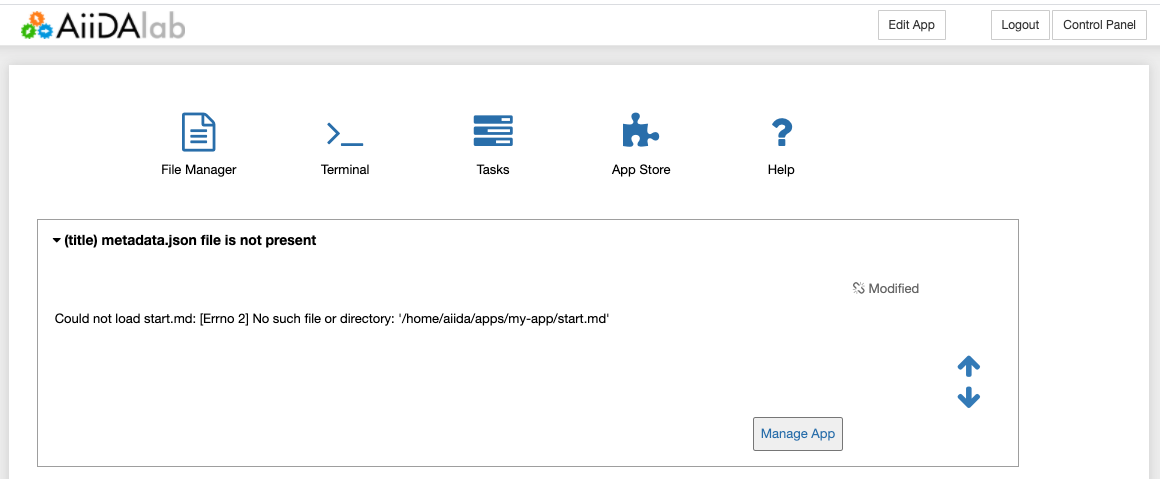 AiiDAlab
Edit App
Logout
Control Panel
File Manager
Terminal
Tasks
App Store
Help
(title) metadata.json file is not present
Modified
Could not load start.md: [Errno 2] No such file or directory: '/home/aiida/apps/my-app/start.md'
Manage App